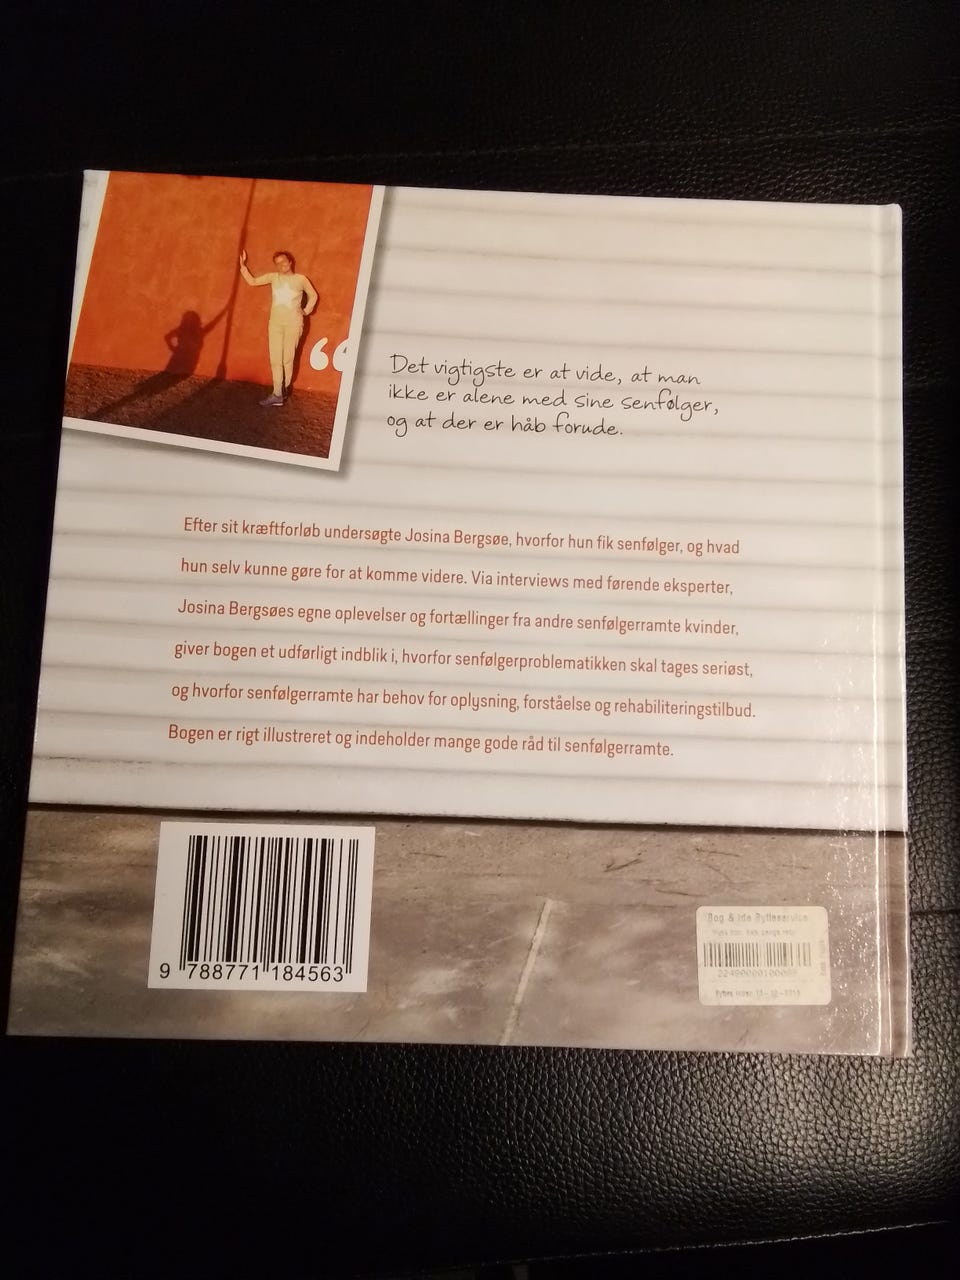 “
Det vigtigste er at vide, at man
ikke er alene med sine senfølger,
og at der er håb forude.
Efter sit kræftforløb undersøgte Josina Bergsøe, hvorfor hun fik senfølger, og hvad
hun selv kunne gøre for at komme videre. Via interviews med førende eksperter,
Josina Bergsøes egne oplevelser og fortællinger fra andre senfølgerramte kvinder,
giver bogen et udførligt indblik i, hvorfor senfølgerproblematikken skal tages seriøst,
og hvorfor senfølgerramte har behov for oplysning, forståelse og rehabiliteringstilbud.
Bogen er rigt illustreret og indeholder mange gode råd til senfølgerramte.
9 788771 184563
Bog & Ide Bytteservice